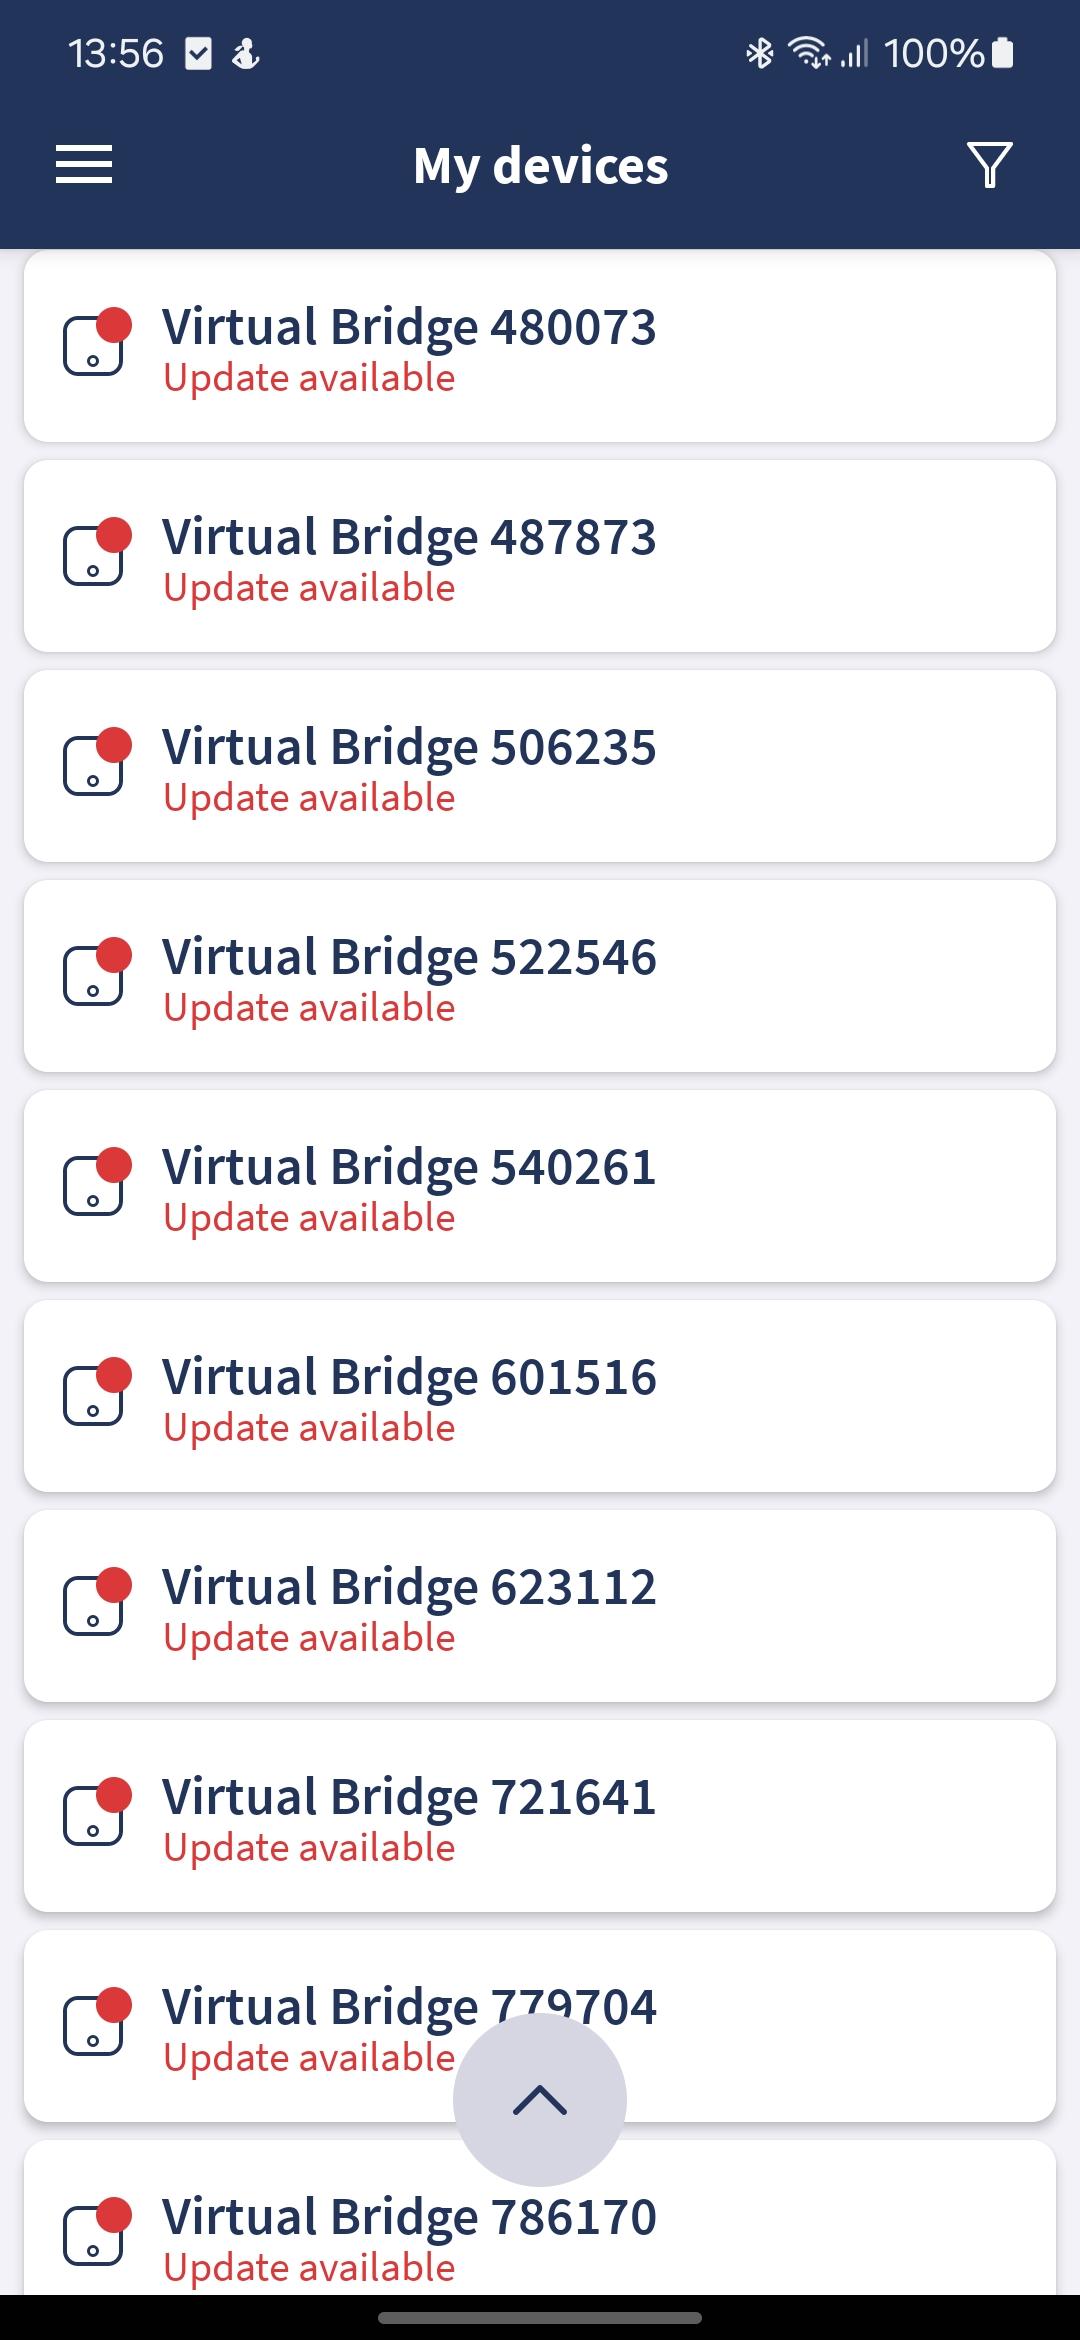 13:56
100%
My devices
Virtual Bridge 480073
Update available
Virtual Bridge 487873
Update available
Virtual Bridge 506235
Update available
Virtual Bridge 522546
Update available
Virtual Bridge 540261
Update available
Virtual Bridge 601516
Update available
Virtual Bridge 623112
Update available
Virtual Bridge 721641
Update available
Virtual Bridge 779704
Update available
Virtual Bridge 786170
Update available